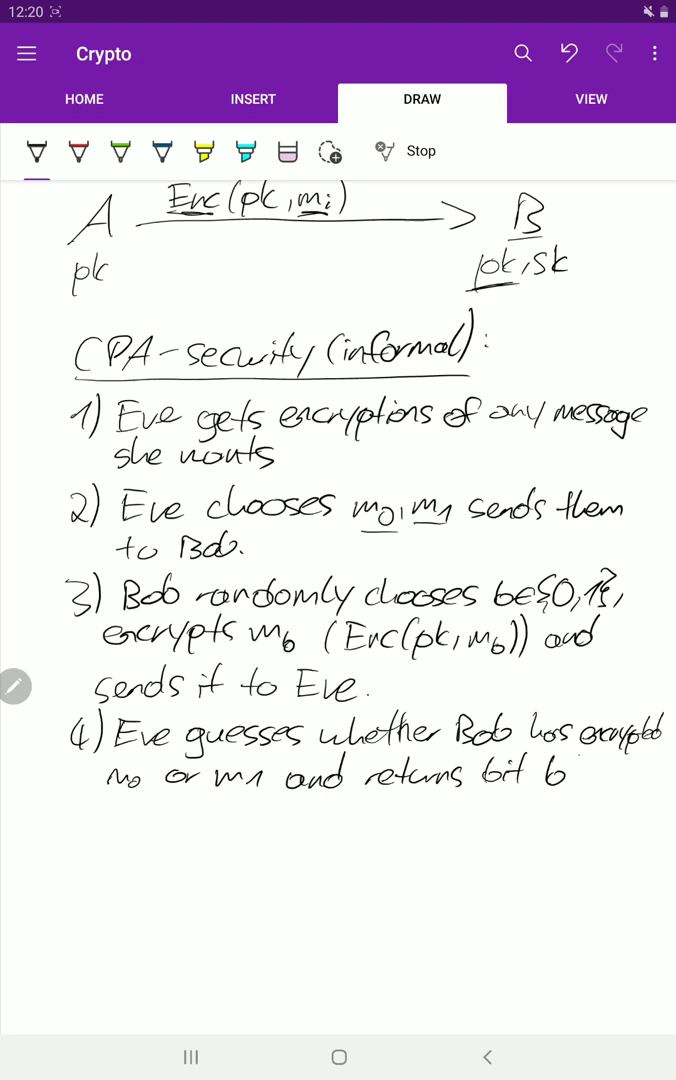 12:20
Crypto
HOME INSERT DRAW VIEW
Stop
A Enc(pk, mi) > B
pk pk, sk
CPA-security (informal):
1) Eve gets encryptions of any message
she wants
2) Eve chooses m0, m1 sends them
to Bob.
3) Bob randomly chooses b∈{0,1},
encrypts mb (Enc(pk, mb)) and
sends it to Eve.
4) Eve guesses whether Bob has encrypted
m0 or m1 and returns bit b